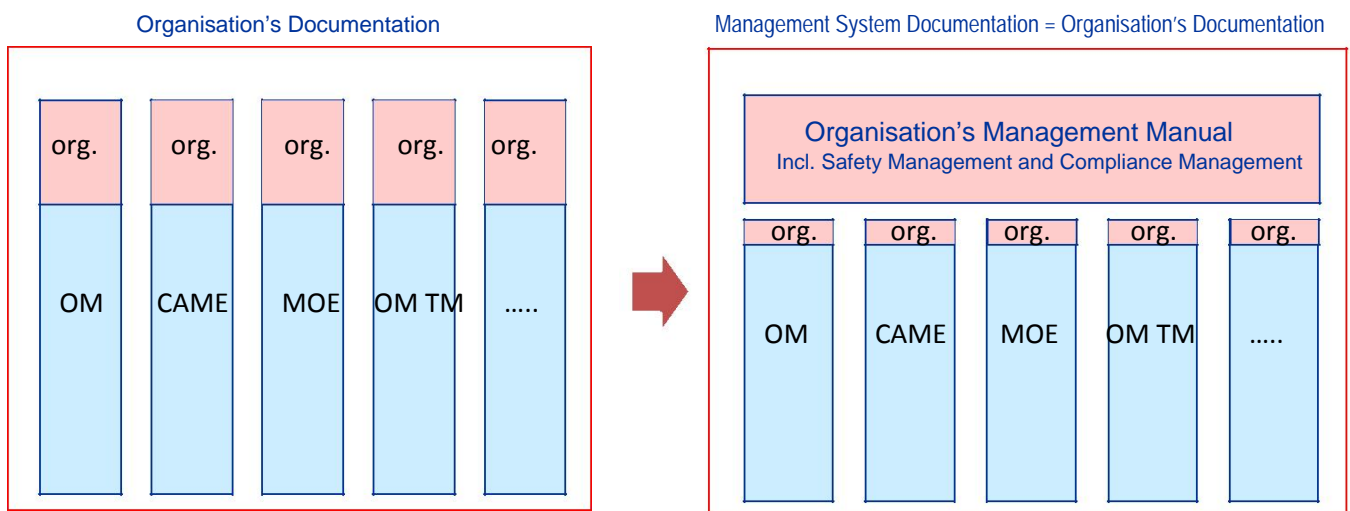 Organisation’s Documentation
org. org. org. org. org.
OM CAME MOE OM TM .....
Management System Documentation = Organisation’s Documentation
Organisation’s Management Manual
Incl. Safety Management and Compliance Management
org. org. org. org. org.
OM CAME MOE OM TM .....